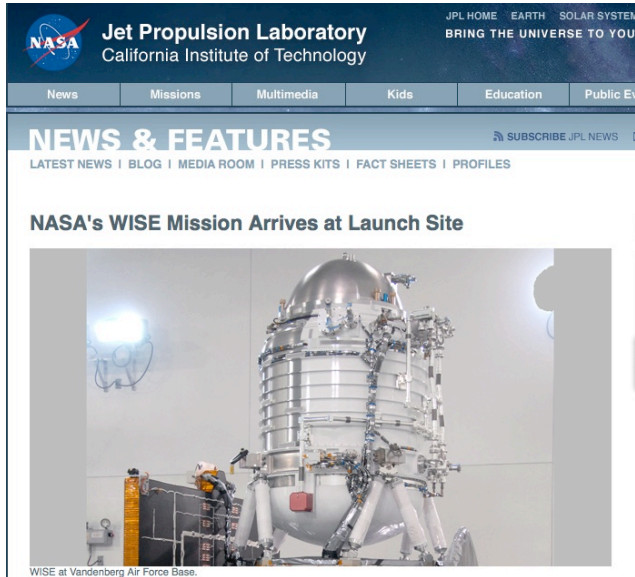 NASA
Jet Propulsion Laboratory
California Institute of Technology
JPL HOME EARTH SOLAR SYSTEM
BRING THE UNIVERSE TO YOU
News Missions Multimedia Kids Education Public Ev
NEWS & FEATURES
SUBSCRIBE JPL NEWS
LATEST NEWS | BLOG | MEDIA ROOM | PRESS KITS | FACT SHEETS | PROFILES
NASA's WISE Mission Arrives at Launch Site
WISE at Vandenberg Air Force Base.